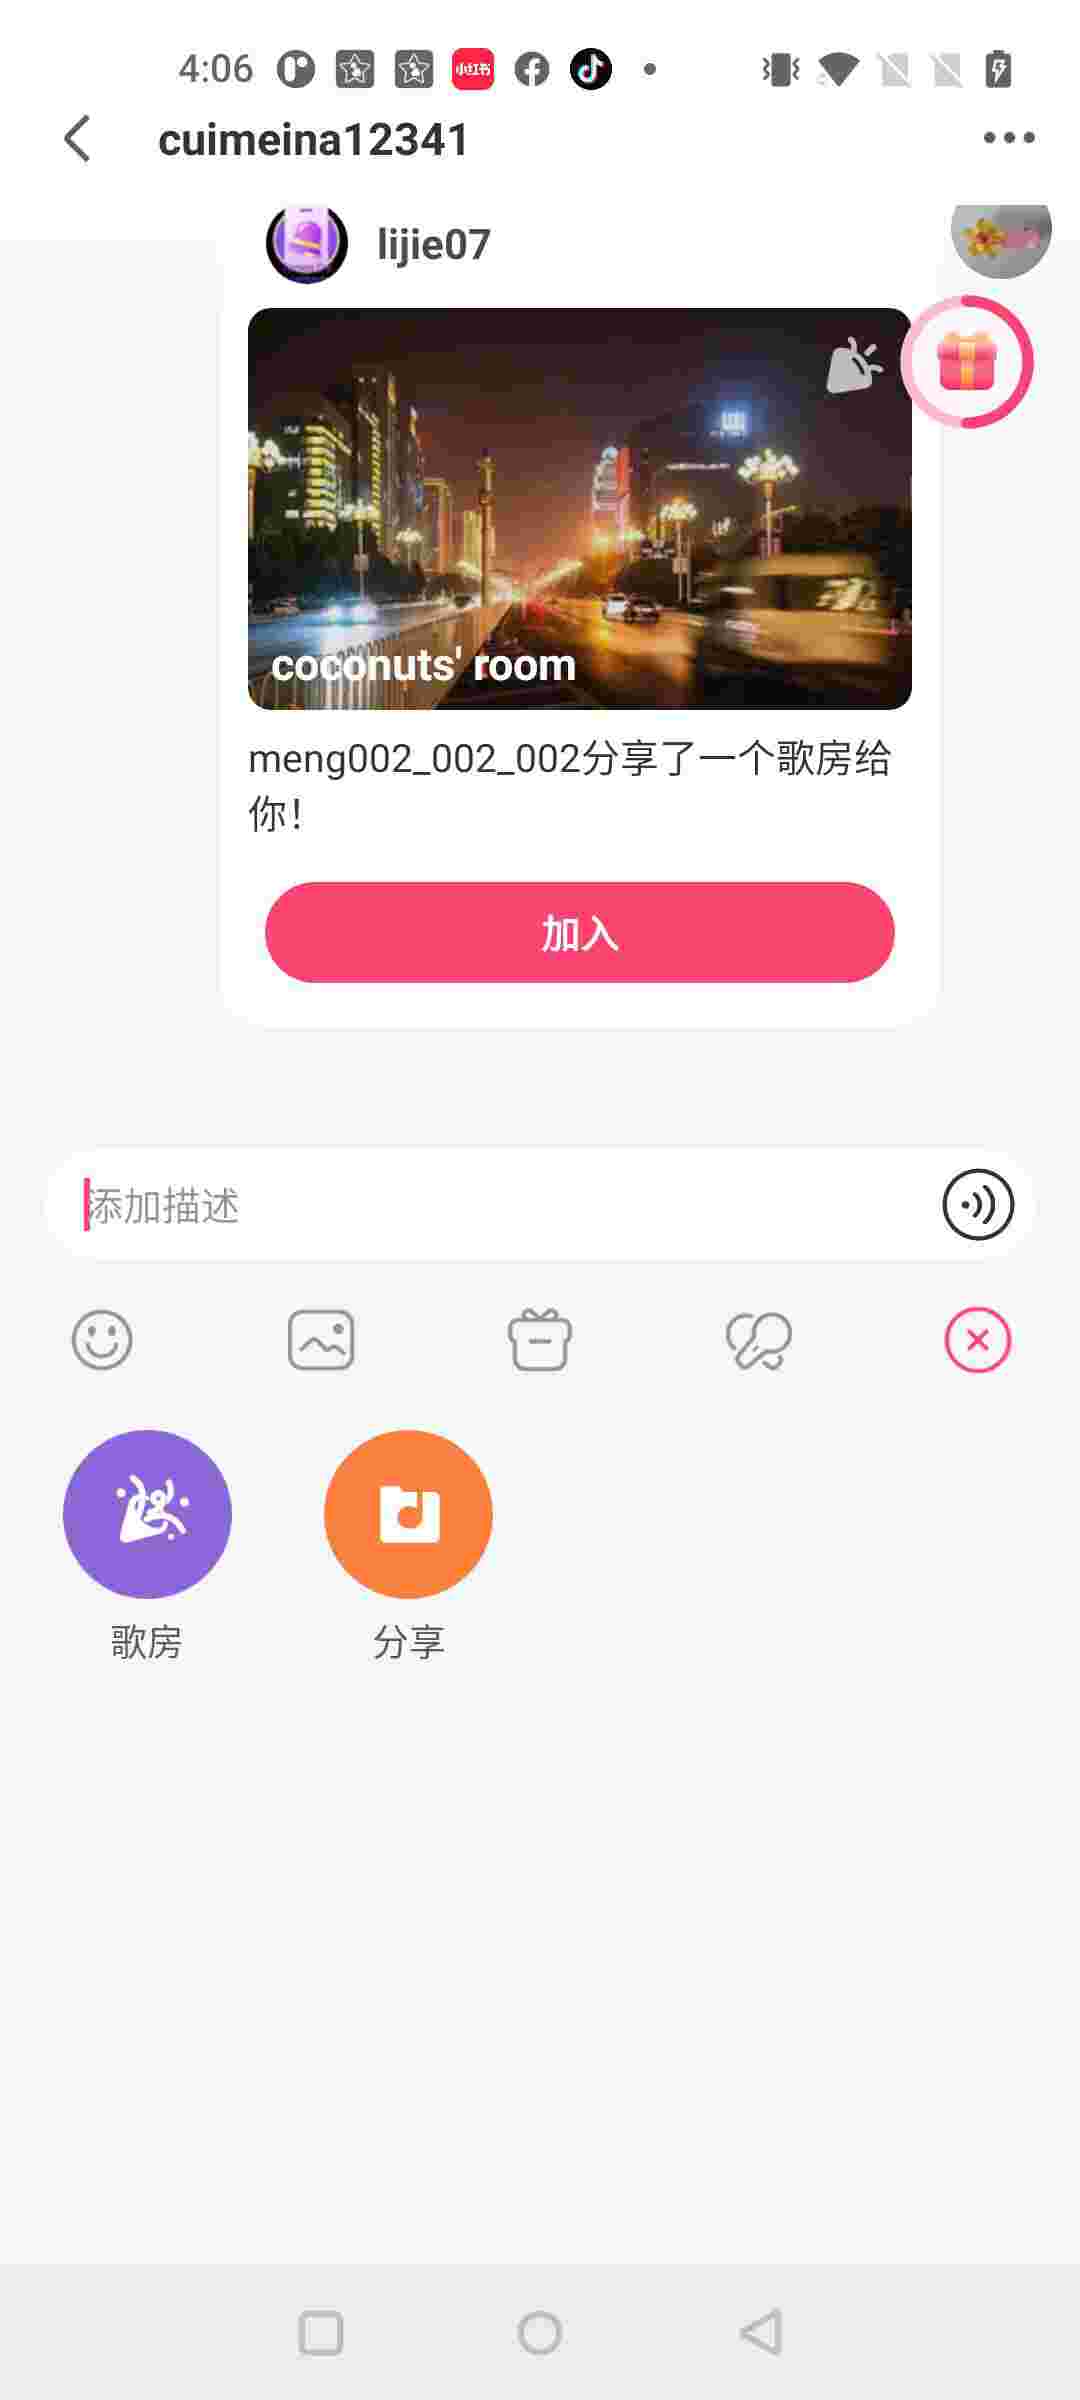 4:06
小红书
cuimeina12341
lijie07
coconuts' room
meng002_002_002分享了一个歌房给
你!
加入
添加描述
歌房
分享